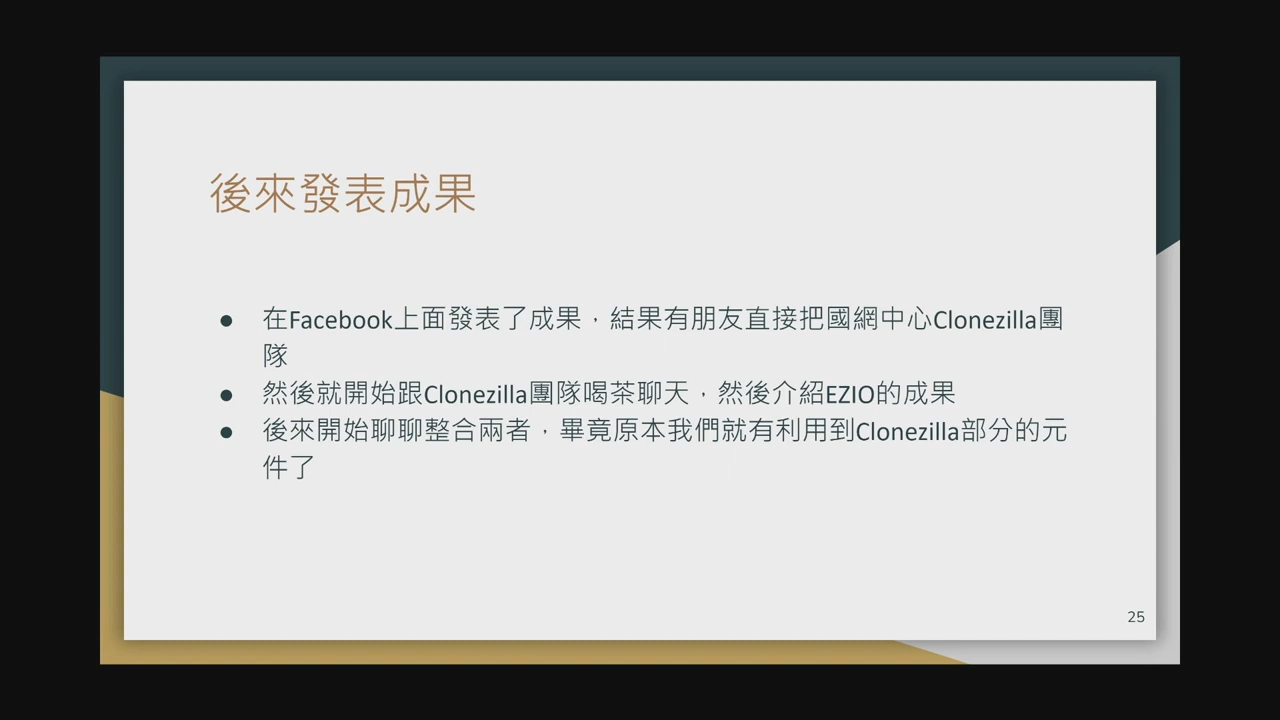 後來發表成果
● 在Facebook上面發表了成果，結果有朋友直接把國網中心Clonezilla團
隊
● 然後就開始跟Clonezilla團隊喝茶聊天，然後介紹EZIO的成果
● 後來開始聊聊整合兩者，畢竟原本我們就有利用到Clonezilla部分的元
件了
25